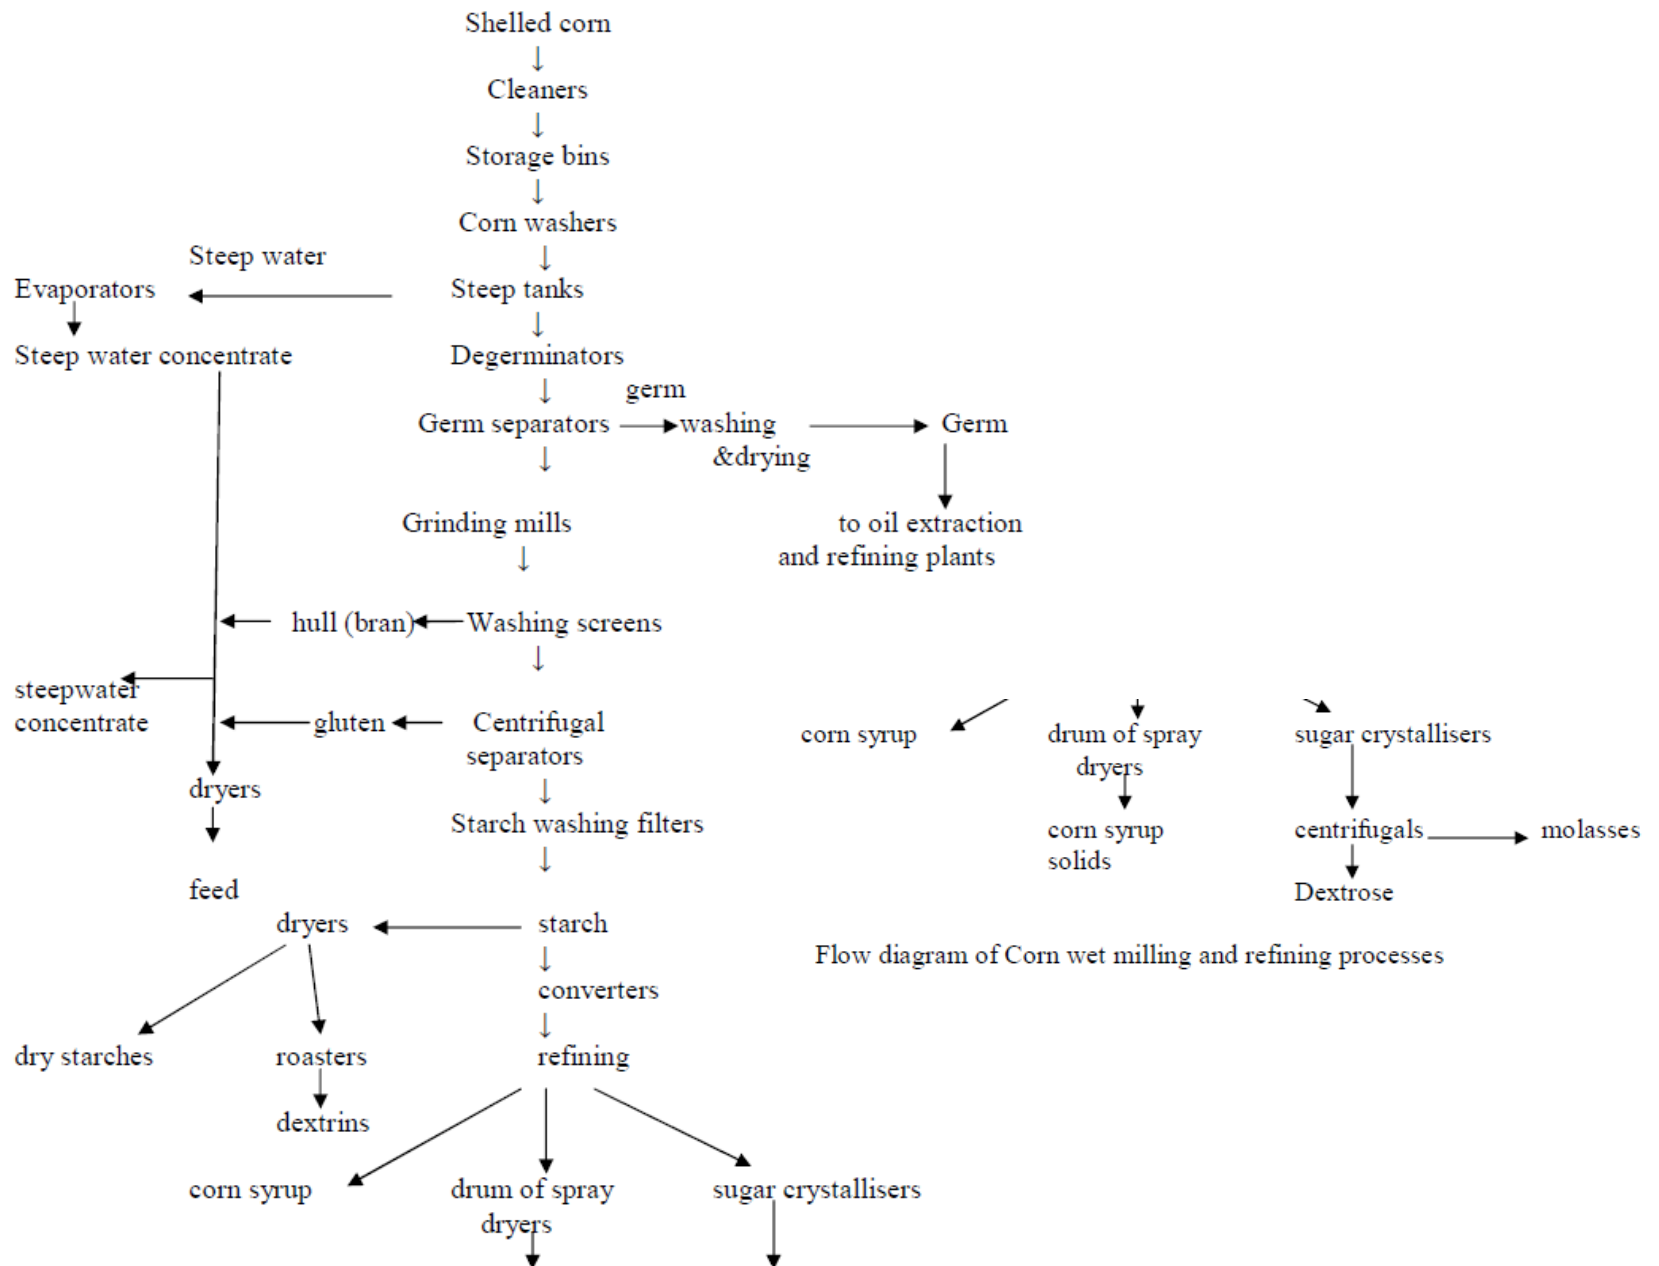 Shelled corn
↓
Cleaners
↓
Storage bins
↓
Corn washers
Steep water
↓
Evaporators
Steep tanks
↓
Steep water concentrate
Degerminators
↓
germ
Germ separators
washing
Germ
↓
&drying
Grinding mills
to oil extraction
↓
and refining plants
hull (bran)
Washing screens
↓
steepwater
concentrate
gluten
Centrifugal
separators
dryers
↓
Starch washing filters
↓
feed
dryers
starch
↓
converters
↓
dry starches
roasters
refining
dextrins
corn syrup
drum of spray
sugar crystallisers
dryers
corn syrup
drum of spray
sugar crystallisers
dryers
corn syrup
centrifugals
molasses
solids
Dextrose
Flow diagram of Corn wet milling and refining processes